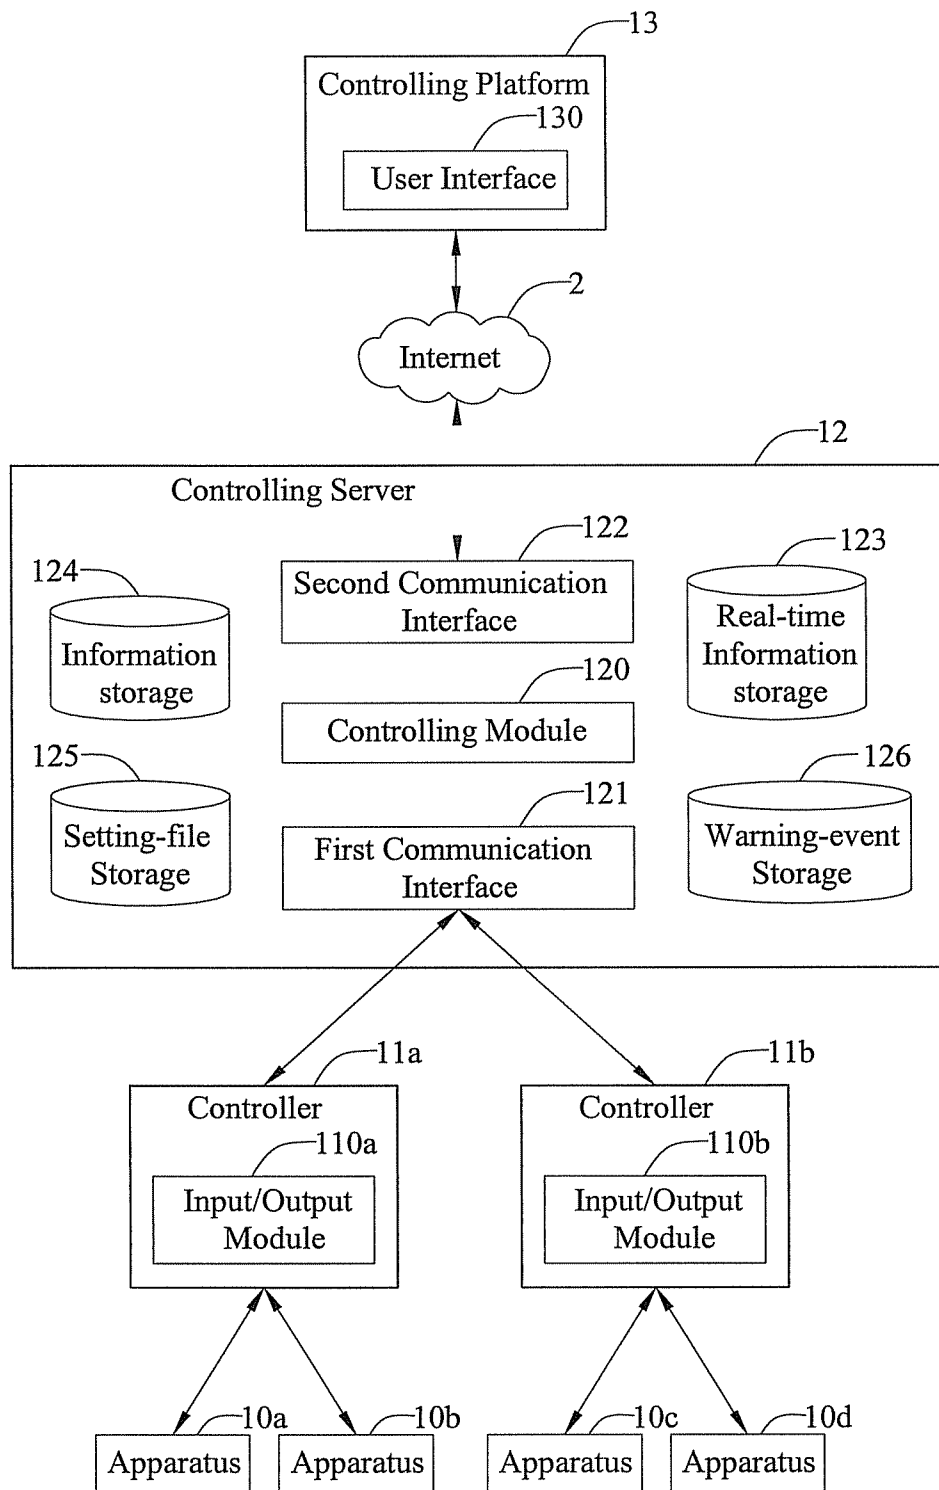 13
Controlling Platform
130
User Interface
2
Internet
12
Controlling Server
122
Second Communication
Interface
123
Real-time
Information
storage
124
Information
storage
120
Controlling Module
125
Setting-file
Storage
121
First Communication
Interface
126
Warning-event
Storage
11a
Controller
110a
Input/Output
Module
11b
Controller
110b
Input/Output
Module
10a
Apparatus
10b
Apparatus
10c
Apparatus
10d
Apparatus